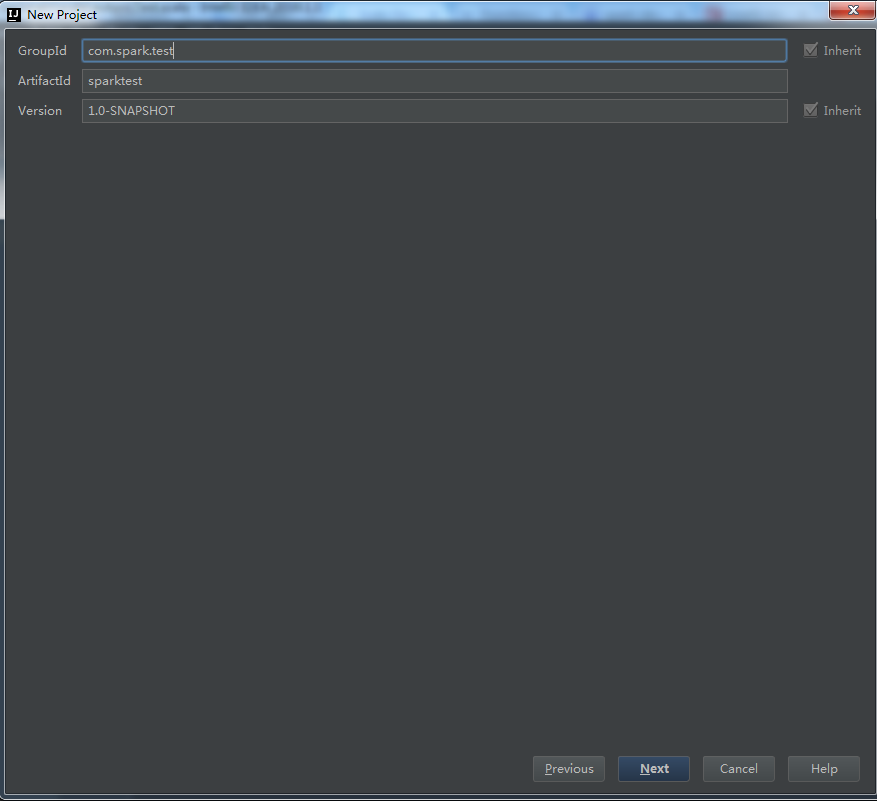 IJ New Project
GroupId com.spark.test Inherit
ArtifactId sparktest
Version 1.0-SNAPSHOT Inherit
Previous Next Cancel Help